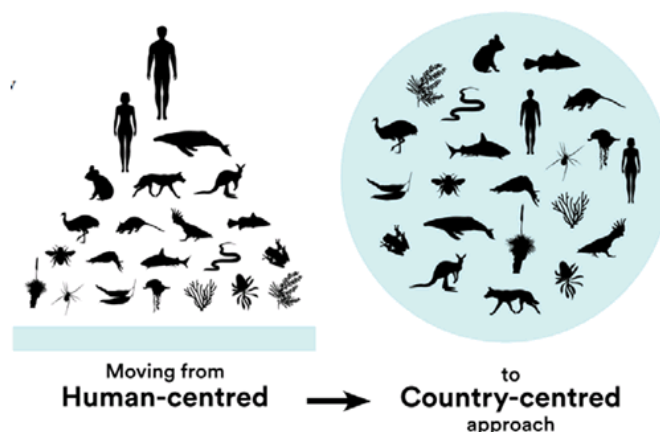 Moving from
Human-centred
to
Country-centred
approach